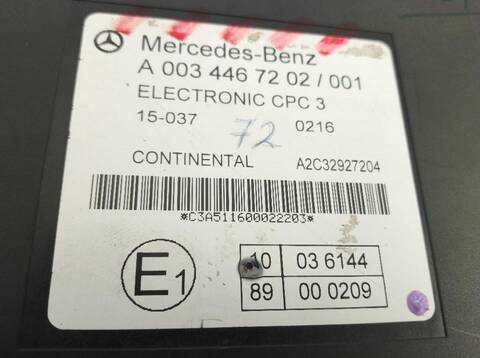 Mercedes-Benz
A 003 446 72 02 / 001
ELECTRONIC CPC 3
15-037 72 0216
CONTINENTAL A2C32927204
*C3A511600022203*
E1
10 03 6144
89 00 0209